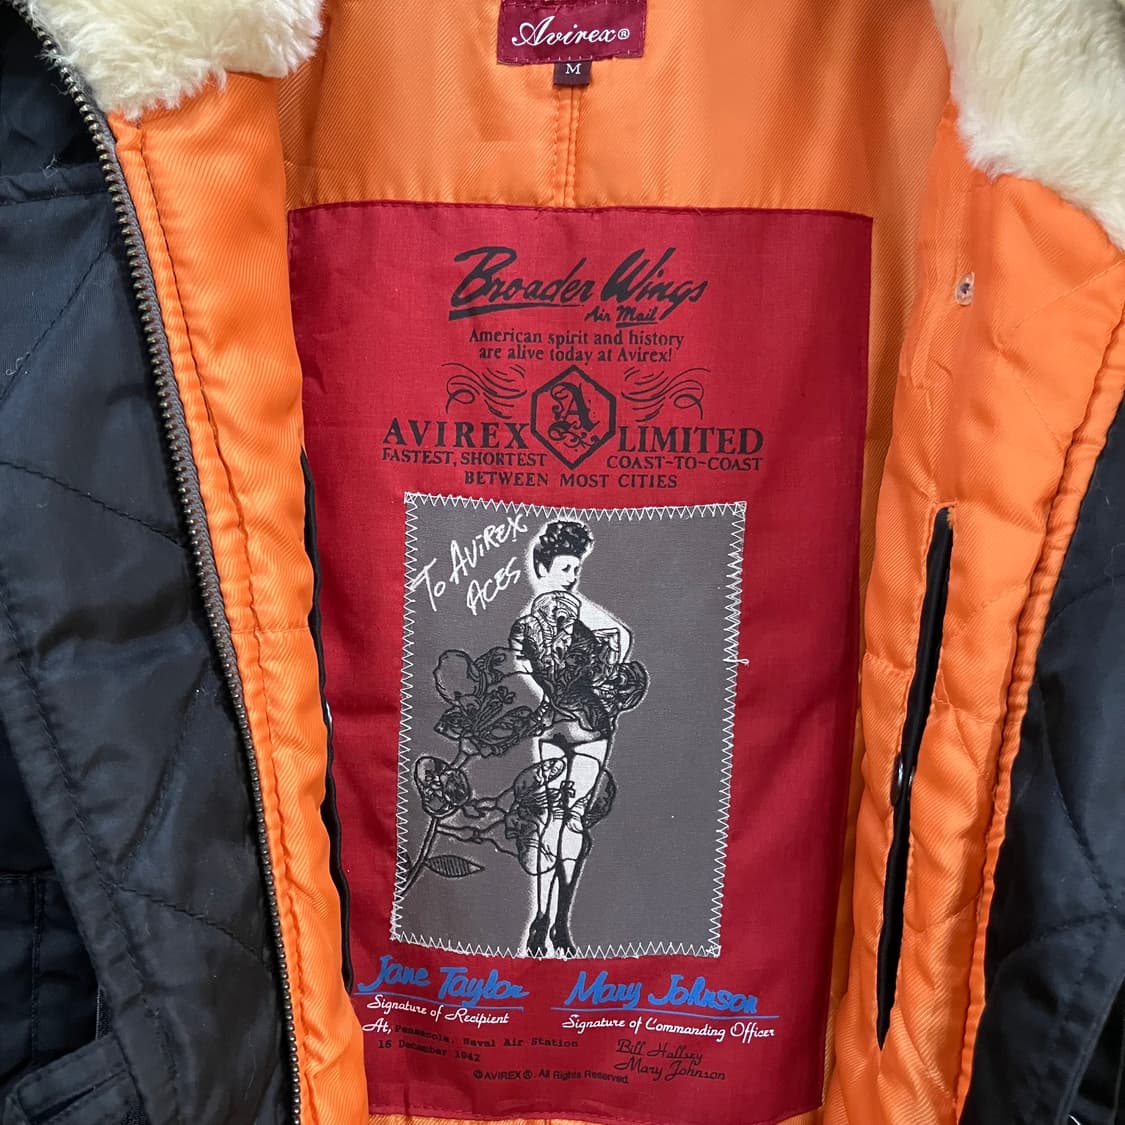 Avirex®
M
Broader Wings
Air Mail
American spirit and history
are alive today at Avirex!
A
AVIREX LIMITED
FASTEST, SHORTEST COAST-TO-COAST
BETWEEN MOST CITIES
To AViREX
ACES
Jane Taylor
Signature of Recipient
Mary Johnson
Signature of Commanding Officer
At, Pensacola, Naval Air Station
16 December 1942
Bill Hallsey
Mary Johnson
©AVIREX®. All Rights Reserved.